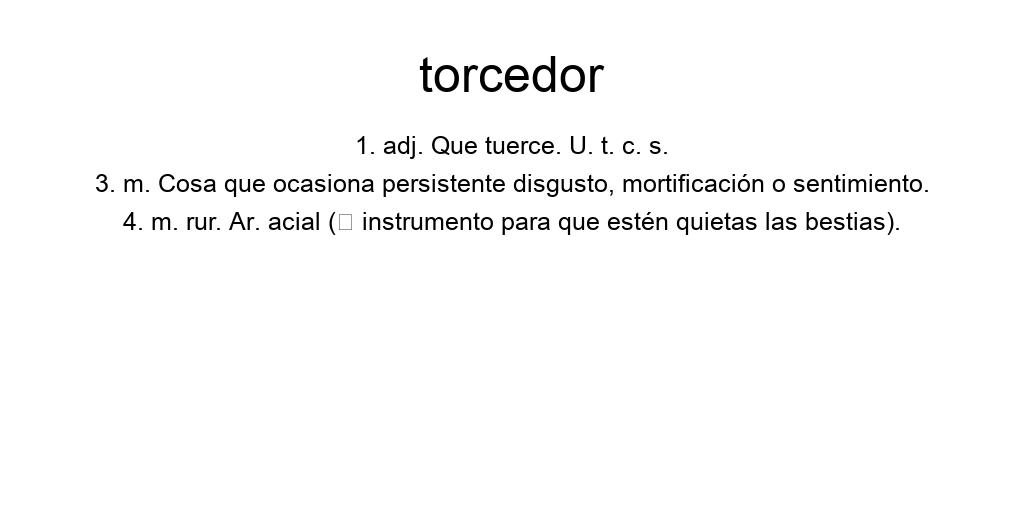 torcedor
1. adj. Que tuerce. U. t. c. s.
3. m. Cosa que ocasiona persistente disgusto, mortificación o sentimiento.
4. m. rur. Ar. acial (□ instrumento para que estén quietas las bestias).